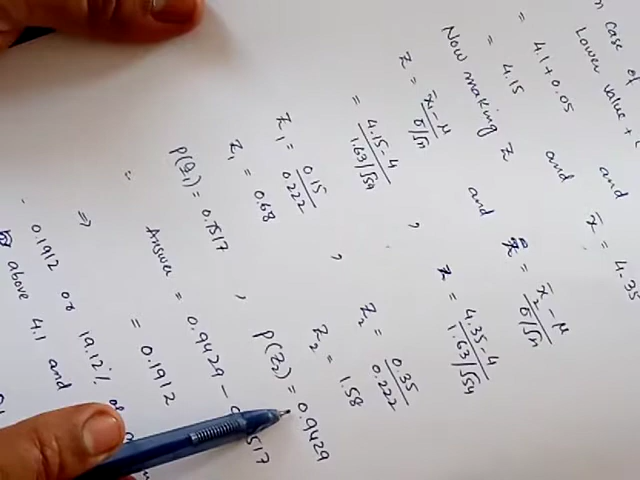 n case of
Lower value + and x̄ = 4.35
= 4.1 + 0.05 and
= 4.15
Now making Z and
Z = x̄₁ - μ / σ/√n , z̄ = x̄₂ - μ / σ/√n
= 4.15 - 4 / 1.63/√54 , Z = 4.35 - 4 / 1.63/√54
Z₁ = 0.15 / 0.222 , Z₂ = 0.35 / 0.222
Z₁ = 0.68 Z₂ = 1.58
P(Z₁) = 0.7517 , P(Z₂) = 0.9429
∴ Answer = 0.9429 - 517
⇒ = 0.1912
0.1912 or 19.12% of
above 4.1 and